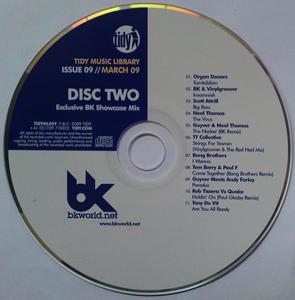 tidy
TIDY MUSIC LIBRARY
ISSUE 09 // MARCH 09
DISC TWO
Exclusive BK Showcase Mix
bk
bkworld.net
www.bkworld.net
01. Organ Donors
Turntablism
02. BK & Vinylgroover
Insomniak
03. Scott Attrill
Big Bass
04. Neal Thomas
The Virus
05. Guyver & Neal Thomas
The Hacker (BK Remix)
06. TT Collective
Strings For Yasmin
(Vinylgroover & The Red Hed Mix)
07. Bang Brothers
I Wanna
08. Tom Berry & Paul F
Come Together (Bang Brothers Remix)
09. Guyver Meets Andy Farley
Paradox
10. Rob Tissera Vs Quake
Holdin' On (Paul Glazby Remix)
11. Tony De Vit
Are You All Ready